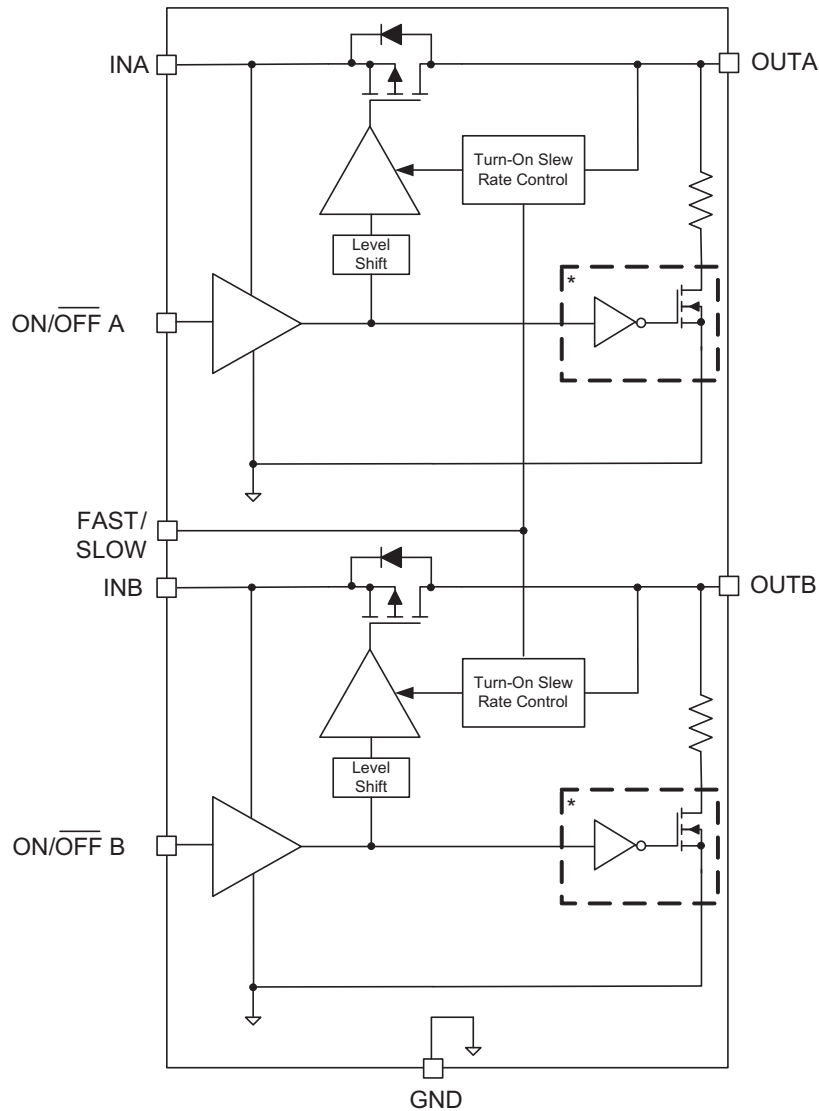 INA
OUTA
Turn-On Slew
Rate Control
Level
Shift
*
ON/OFF A
FAST/
SLOW
INB
OUTB
Turn-On Slew
Rate Control
Level
Shift
*
ON/OFF B
GND